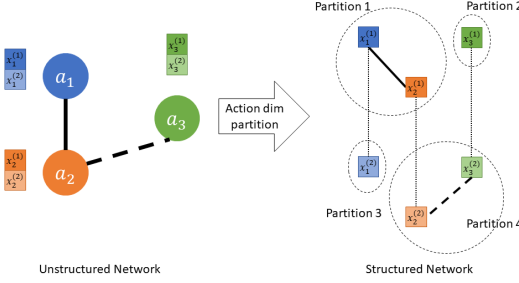 Partition 1
Partition 2
x_1^{(1)}
x_1^{(2)}
a_1
x_3^{(1)}
x_3^{(2)}
a_3
x_2^{(1)}
x_2^{(2)}
a_2
Action dim
partition
x_1^{(1)}
x_2^{(1)}
x_3^{(1)}
x_1^{(2)}
x_3^{(2)}
x_2^{(2)}
Partition 3
Partition 4
Unstructured Network
Structured Network